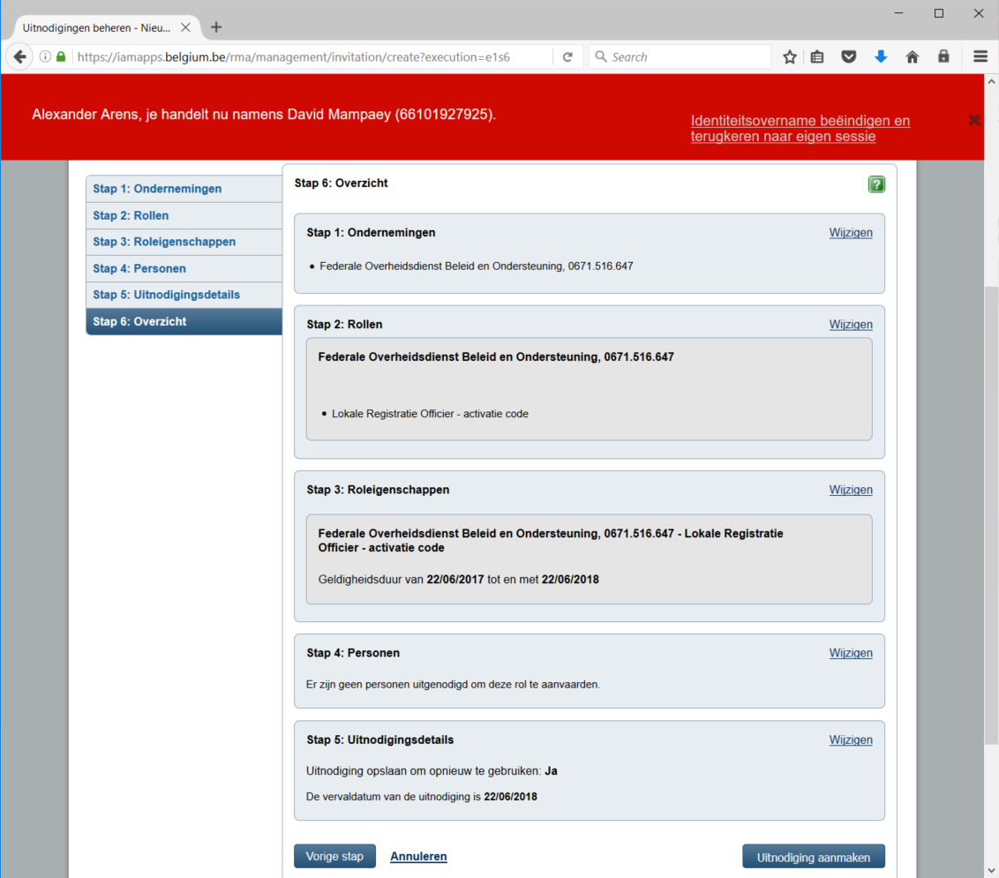 Uitnodigingen beheren - Nieu...
https://iamapps.belgium.be/rma/management/invitation/create?execution=e1s6
Search
Alexander Arens, je handelt nu namens David Mampaey (66101927925).
Identiteitsovername beëindigen en
terugkeren naar eigen sessie
Stap 1: Ondernemingen
Stap 2: Rollen
Stap 3: Roleigenschappen
Stap 4: Personen
Stap 5: Uitnodigingsdetails
Stap 6: Overzicht
Stap 6: Overzicht
?
Stap 1: Ondernemingen
Wijzigen
• Federale Overheidsdienst Beleid en Ondersteuning, 0671.516.647
Stap 2: Rollen
Wijzigen
Federale Overheidsdienst Beleid en Ondersteuning, 0671.516.647
• Lokale Registratie Officier - activatie code
Stap 3: Roleigenschappen
Wijzigen
Federale Overheidsdienst Beleid en Ondersteuning, 0671.516.647 - Lokale Registratie
Officier - activatie code
Geldigheidsduur van 22/06/2017 tot en met 22/06/2018
Stap 4: Personen
Wijzigen
Er zijn geen personen uitgenodigd om deze rol te aanvaarden.
Stap 5: Uitnodigingsdetails
Wijzigen
Uitnodiging opslaan om opnieuw te gebruiken: Ja
De vervaldatum van de uitnodiging is 22/06/2018
Vorige stap
Annuleren
Uitnodiging aanmaken